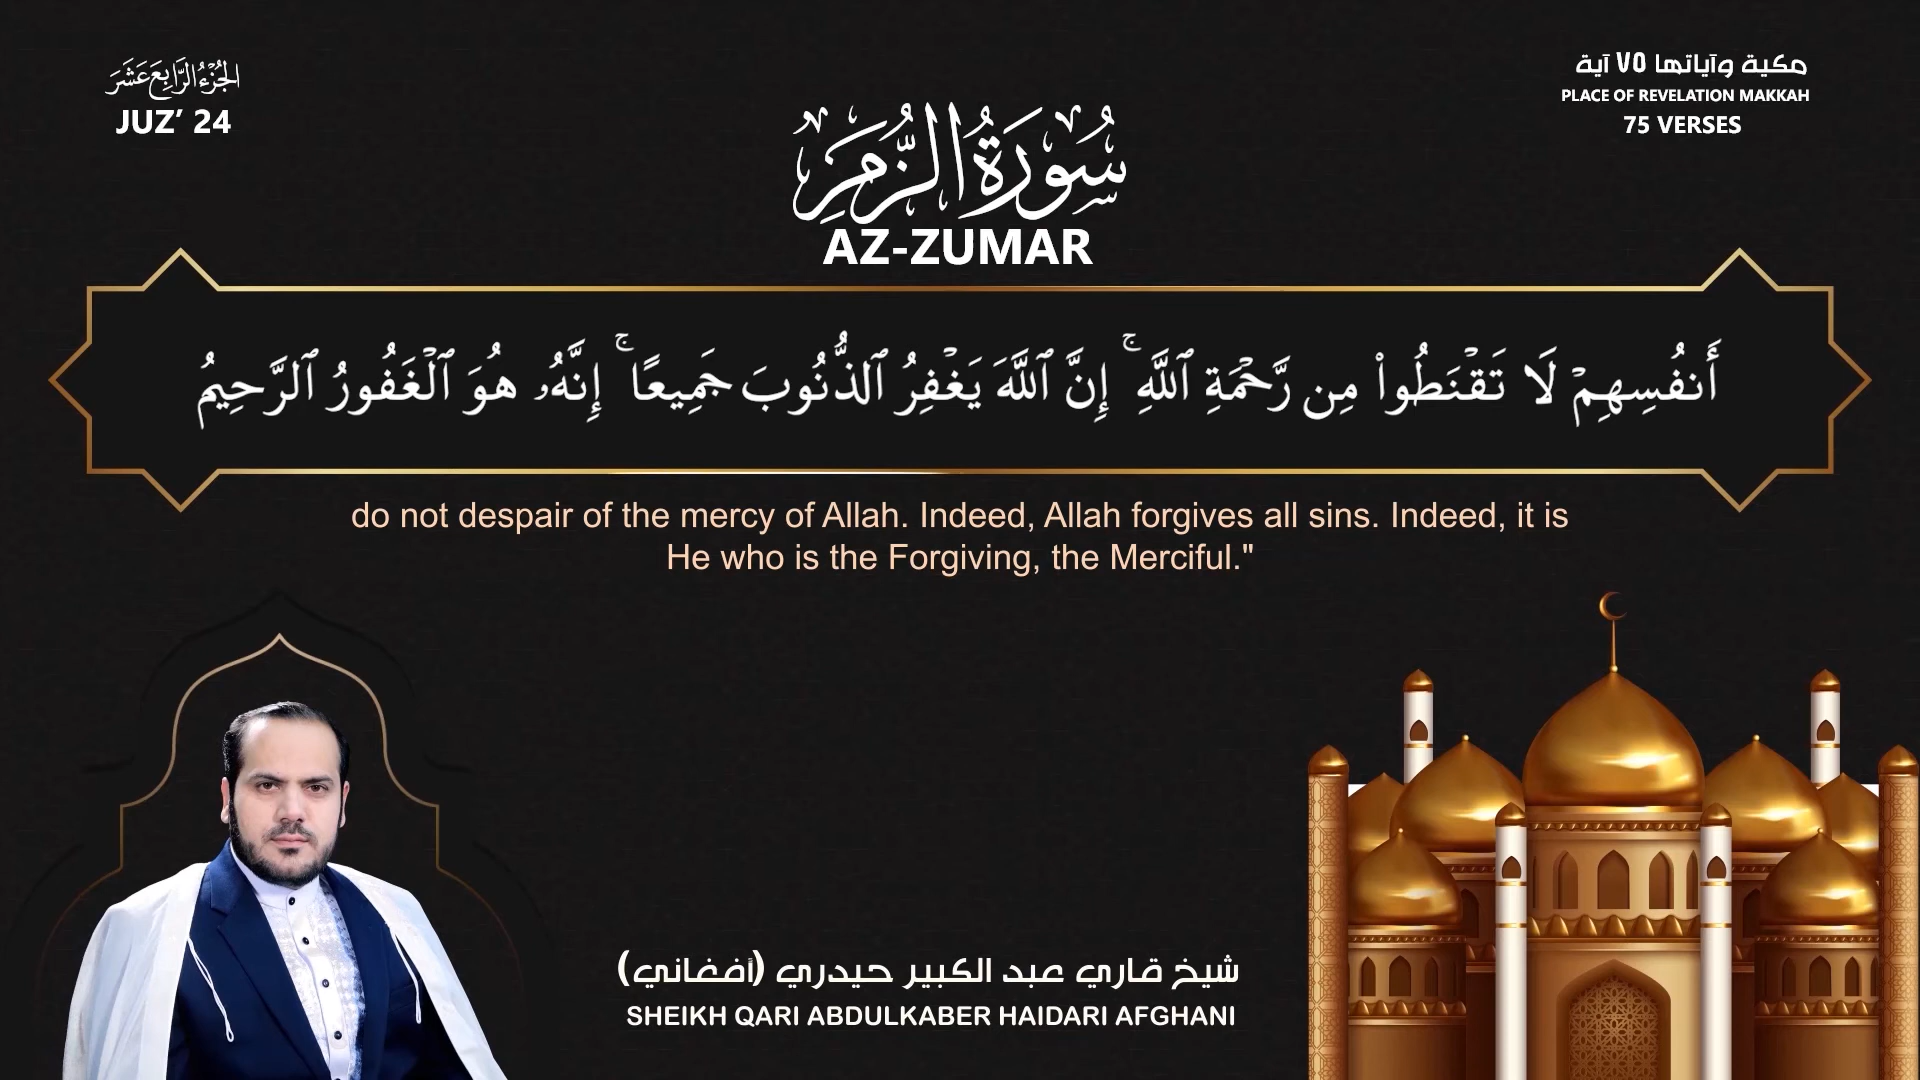 الجُزْءُ الرَّابِعَ عَشَرَ
JUZ’ 24
مكية وآياتها ٧٥ آية
PLACE OF REVELATION MAKKAH
75 VERSES
سُورَةُ الزُّمَرِ
AZ-ZUMAR
أَنفُسِهِمْ لَا تَقْنَطُوا۟ مِن رَّحْمَةِ ٱللَّهِ ۚ إِنَّ ٱللَّهَ يَغْفِرُ ٱلذُّنُوبَ جَمِيعًا ۚ إِنَّهُۥ هُوَ ٱلْغَفُورُ ٱلرَّحِيمُ
do not despair of the mercy of Allah. Indeed, Allah forgives all sins. Indeed, it is
He who is the Forgiving, the Merciful."
شيخ قاري عبد الكبير حيدري (أفغاني)
SHEIKH QARI ABDULKABER HAIDARI AFGHANI